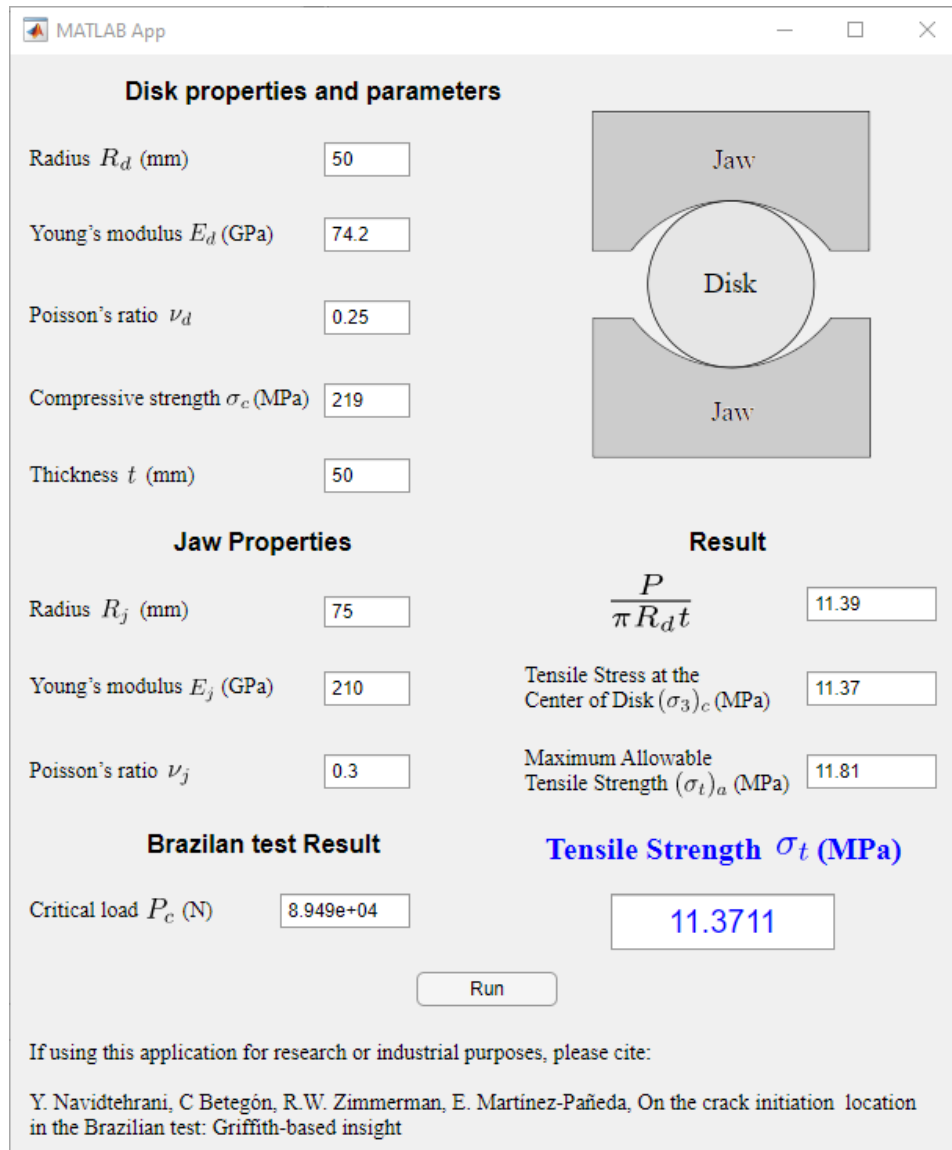 MATLAB App
Disk properties and parameters
Radius R_d (mm) 50
Young's modulus E_d (GPa) 74.2
Poisson's ratio ν_d 0.25
Compressive strength σ_c (MPa) 219
Thickness t (mm) 50
Jaw
Disk
Jaw
Jaw Properties
Radius R_j (mm) 75
Young's modulus E_j (GPa) 210
Poisson's ratio ν_j 0.3
Brazilan test Result
Critical load P_c (N) 8.949e+04
Result
P
πR_d t 11.39
Tensile Stress at the
Center of Disk (σ_3)_c (MPa) 11.37
Maximum Allowable
Tensile Strength (σ_t)_a (MPa) 11.81
Tensile Strength σ_t (MPa)
11.3711
Run
If using this application for research or industrial purposes, please cite:
Y. Navidtehrani, C Betegón, R.W. Zimmerman, E. Martínez-Pañeda, On the crack initiation location
in the Brazilian test: Griffith-based insight